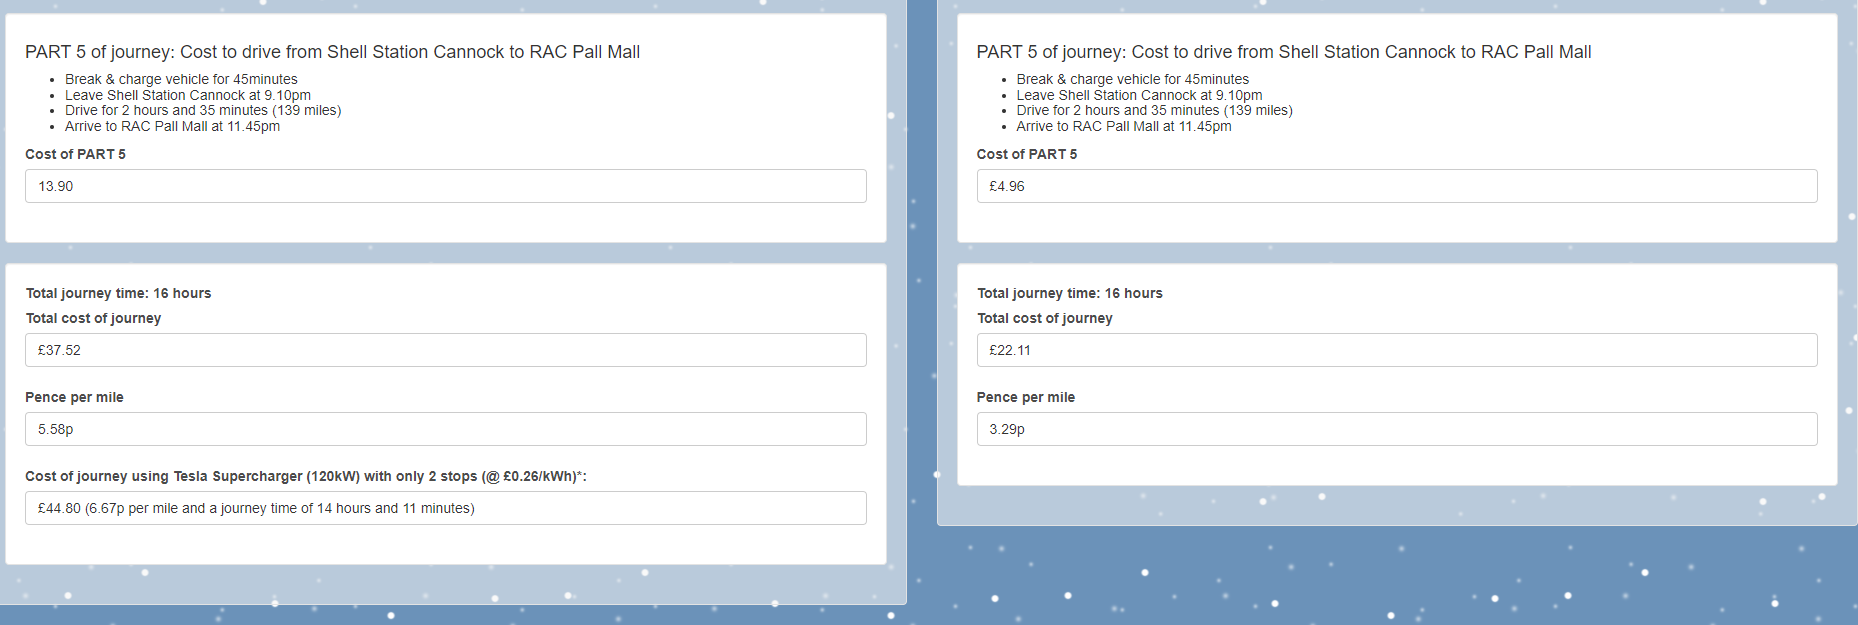 PART 5 of journey: Cost to drive from Shell Station Cannock to RAC Pall Mall
Break & charge vehicle for 45minutes
Leave Shell Station Cannock at 9.10pm
Drive for 2 hours and 35 minutes (139 miles)
Arrive to RAC Pall Mall at 11.45pm
Cost of PART 5
13.90
Total journey time: 16 hours
Total cost of journey
£37.52
Pence per mile
5.58p
Cost of journey using Tesla Supercharger (120kW) with only 2 stops (@ £0.26/kWh)*:
£44.80 (6.67p per mile and a journey time of 14 hours and 11 minutes)
PART 5 of journey: Cost to drive from Shell Station Cannock to RAC Pall Mall
Break & charge vehicle for 45minutes
Leave Shell Station Cannock at 9.10pm
Drive for 2 hours and 35 minutes (139 miles)
Arrive to RAC Pall Mall at 11.45pm
Cost of PART 5
£4.96
Total journey time: 16 hours
Total cost of journey
£22.11
Pence per mile
3.29p